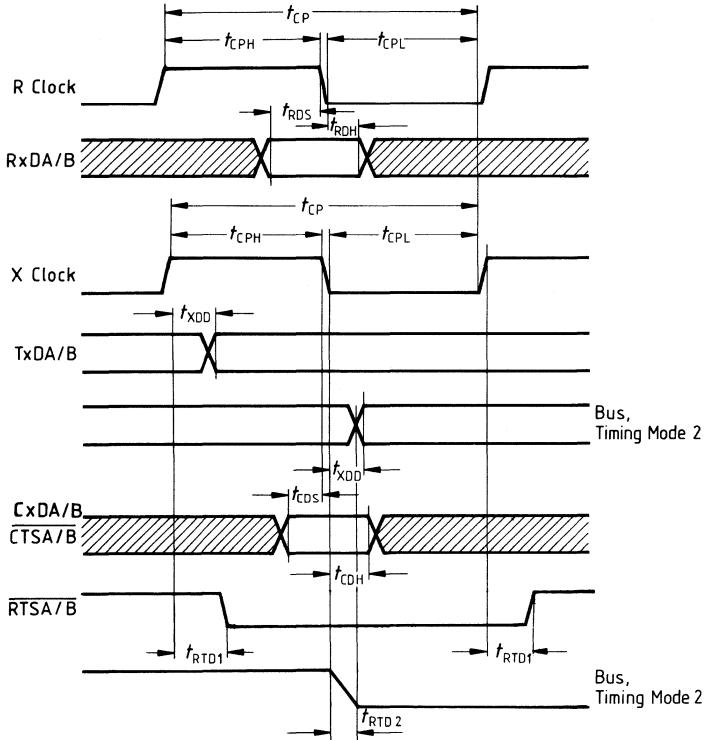 tCP
tCPH tCPL
R Clock
tRDS tRDH
RxDA/B
tCP
tCPH tCPL
X Clock
tXDD
TxDA/B
Bus,
Timing Mode 2
tXDD
tCDS
CxDA/B
CTSA/B
tCDH
RTSA/B
tRTD1 tRTD1
Bus,
Timing Mode 2
tRTD2